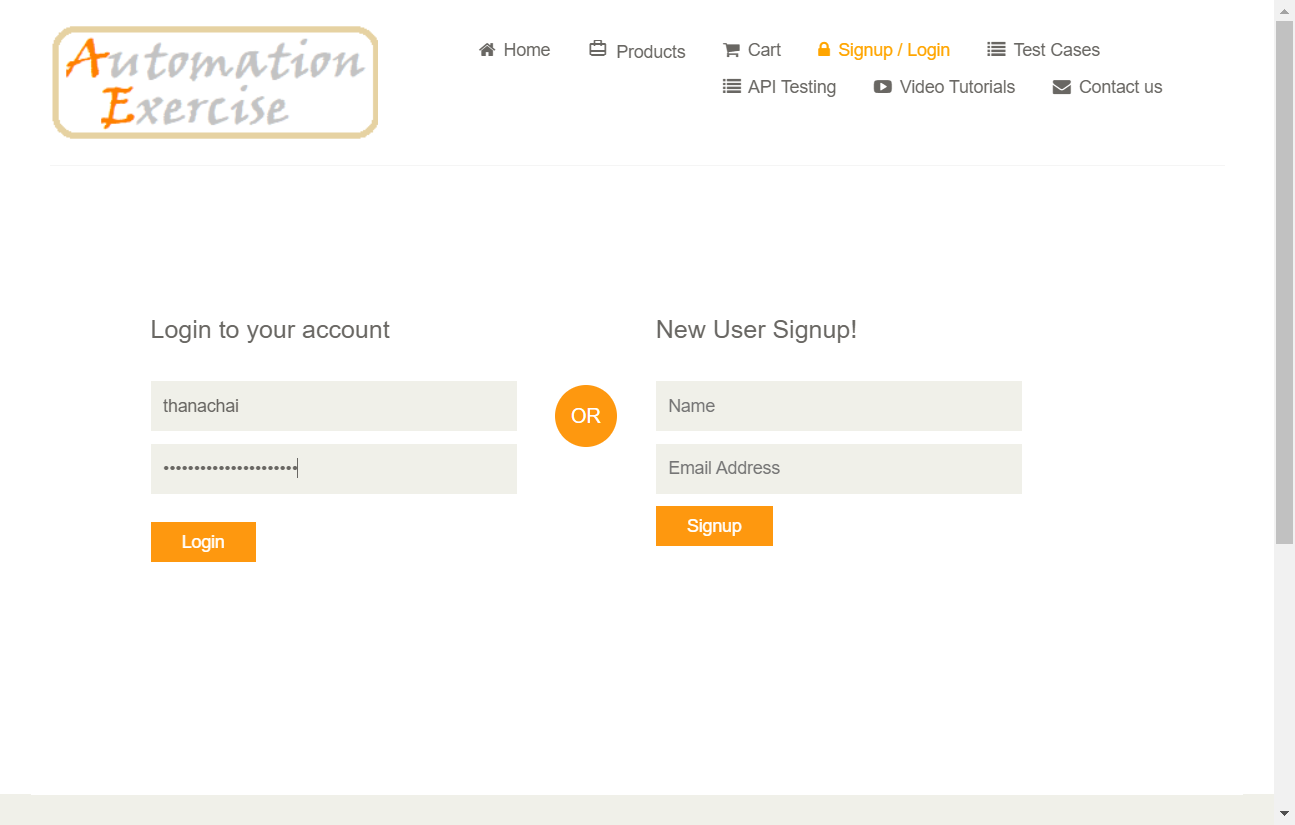 Automation
Exercise
Home
Products
Cart
Signup / Login
Test Cases
API Testing
Video Tutorials
Contact us
Login to your account
thanachai
••••••••••••••••••••••
Login
OR
New User Signup!
Name
Email Address
Signup